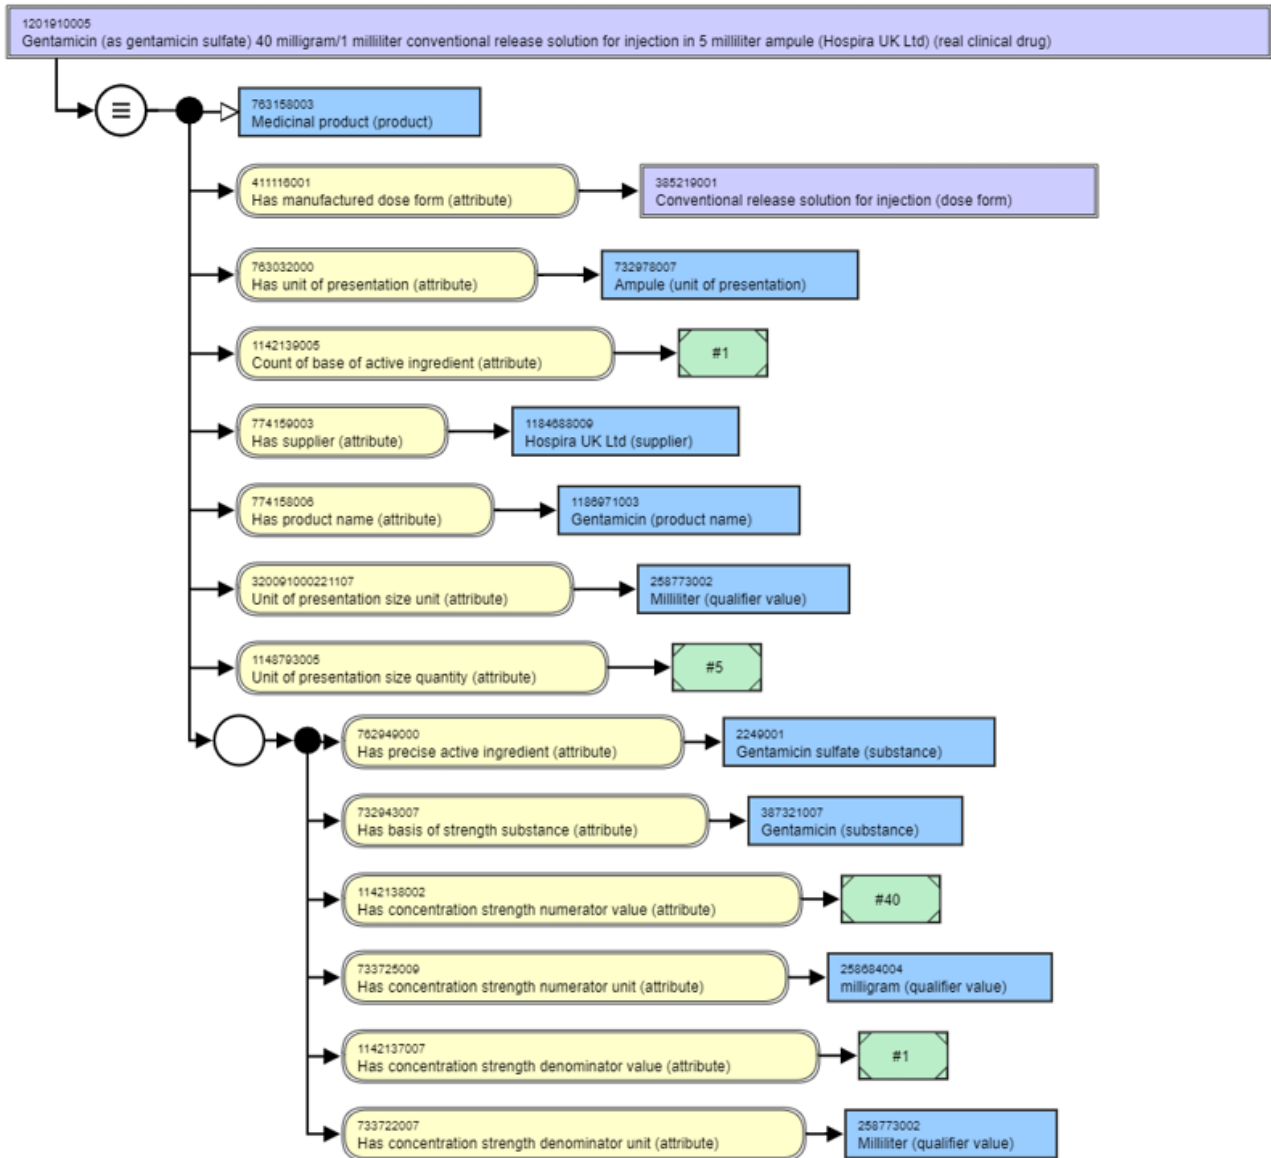 1201910005
Gentamicin (as gentamicin sulfate) 40 milligram/1 milliliter conventional release solution for injection in 5 milliliter ampule (Hospira UK Ltd) (real clinical drug)
763158003
Medicinal product (product)
411116001
Has manufactured dose form (attribute)
385219001
Conventional release solution for injection (dose form)
763032000
Has unit of presentation (attribute)
732978007
Ampule (unit of presentation)
1142139005
Count of base of active ingredient (attribute)
#1
774159003
Has supplier (attribute)
1184688009
Hospira UK Ltd (supplier)
774158006
Has product name (attribute)
1186971003
Gentamicin (product name)
320091000221107
Unit of presentation size unit (attribute)
258773002
Milliliter (qualifier value)
1148793005
Unit of presentation size quantity (attribute)
#5
762949000
Has precise active ingredient (attribute)
2249001
Gentamicin sulfate (substance)
732943007
Has basis of strength substance (attribute)
387321007
Gentamicin (substance)
1142138002
Has concentration strength numerator value (attribute)
#40
733725009
Has concentration strength numerator unit (attribute)
258684004
milligram (qualifier value)
1142137007
Has concentration strength denominator value (attribute)
#1
733722007
Has concentration strength denominator unit (attribute)
258773002
Milliliter (qualifier value)